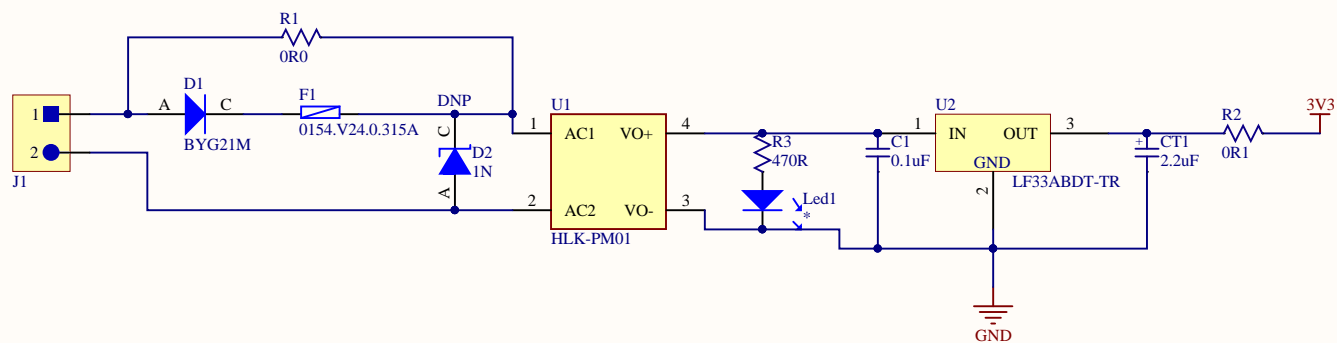 R1
0R0
D1
A
C
BYG21M
F1
0154.V24.0.315A
DNP
C
D2
1N
A
1
2
J1
U1
1
AC1
VO+
4
2
AC2
VO-
3
HLK-PM01
R3
470R
Led1
*
C1
0.1uF
U2
1
IN
OUT
3
GND
2
LF33ABDT-TR
+
CT1
2.2uF
R2
0R1
3V3
GND